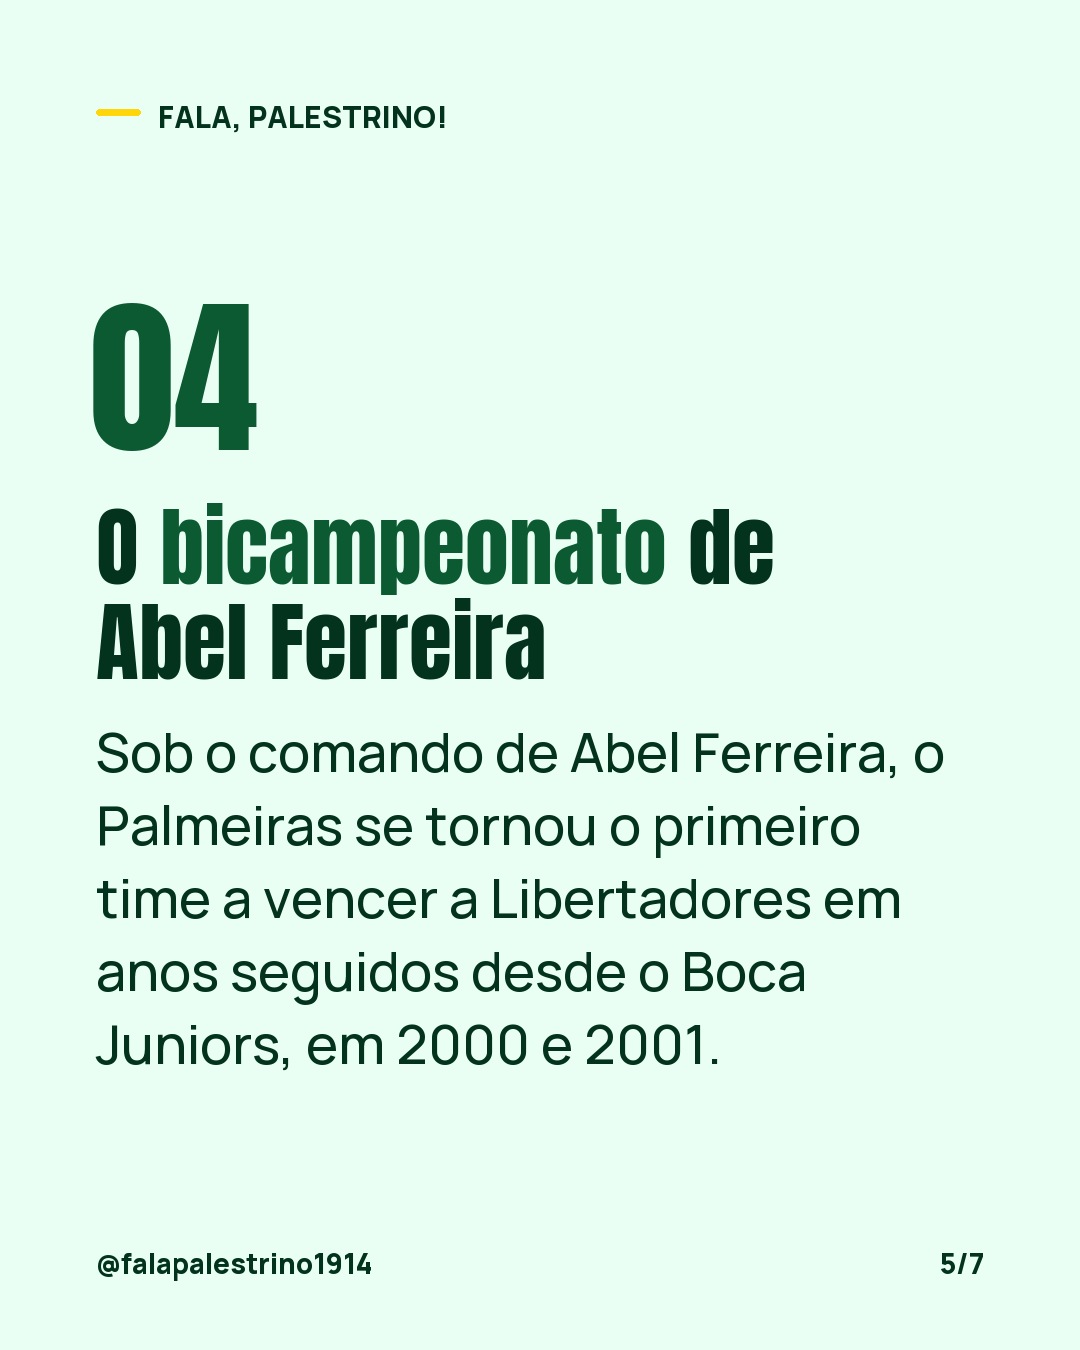 FALA, PALESTRINO!
04
O bicampeonato de
Abel Ferreira
Sob o comando de Abel Ferreira, o
Palmeiras se tornou o primeiro
time a vencer a Libertadores em
anos seguidos desde o Boca
Juniors, em 2000 e 2001.
@falapalestrino1914
5/7